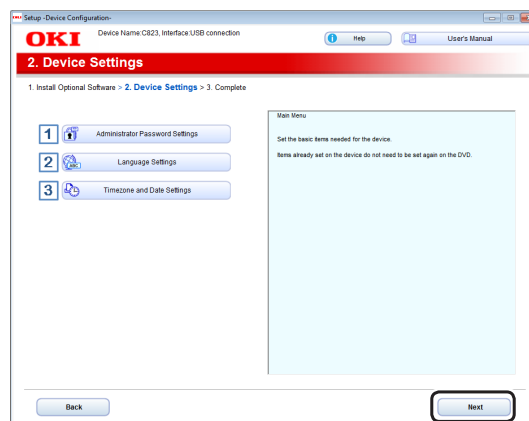 Setup -Device Configuration-
OKI
Device Name:C823, Interface:USB connection
Help
User's Manual
2. Device Settings
1. Install Optional Software > 2. Device Settings > 3. Complete
1 Administrator Password Settings
2 Language Settings
3 Timezone and Date Settings
Main Menu
Set the basic items needed for the device.
Items already set on the device do not need to be set again on the DVD.
Back
Next